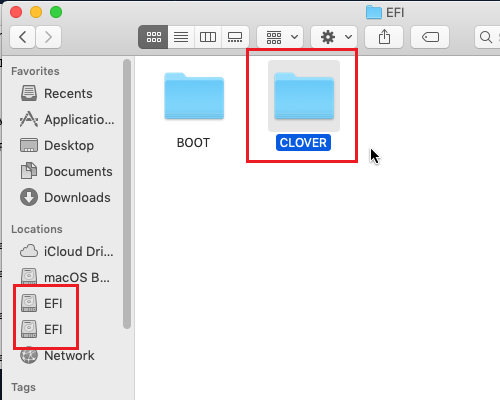 EFI
Favorites
Recents
Applicatio...
Desktop
Documents
Downloads
Locations
iCloud Dri...
macOS B...
EFI
EFI
Network
Tags
BOOT
CLOVER